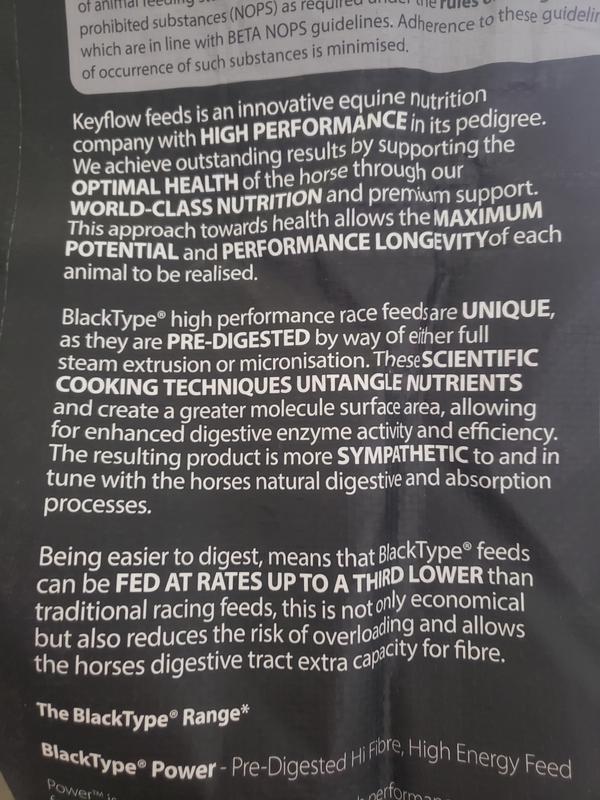 of animal feeding
prohibited substances (NOPS) as required under the rules
which are in line with BETA NOPS guidelines. Adherence to these
of occurrence of such substances is minimised.
Keyflow feeds is an innovative equine nutrition
company with HIGH PERFORMANCE in its pedigree.
We achieve outstanding results by supporting the
OPTIMAL HEALTH of the horse through our
WORLD-CLASS NUTRITION and premium support.
This approach towards health allows the MAXIMUM
POTENTIAL and PERFORMANCE LONGEVITY of each
animal to be realised.
BlackType® high performance race feeds are UNIQUE,
as they are PRE-DIGESTED by way of either full
steam extrusion or micronisation. These SCIENTIFIC
COOKING TECHNIQUES UNTANGLE NUTRIENTS
and create a greater molecule surface area, allowing
for enhanced digestive enzyme activity and efficiency.
The resulting product is more SYMPATHETIC to and in
tune with the horses natural digestive and absorption
processes.
Being easier to digest, means that BlackType® feeds
can be FED AT RATES UP TO A THIRD LOWER than
traditional racing feeds, this is not only economical
but also reduces the risk of overloading and allows
the horses digestive tract extra capacity for fibre.
The BlackType® Range*
BlackType® Power - Pre-Digested Hi Fibre, High Energy Feed
Power™ is